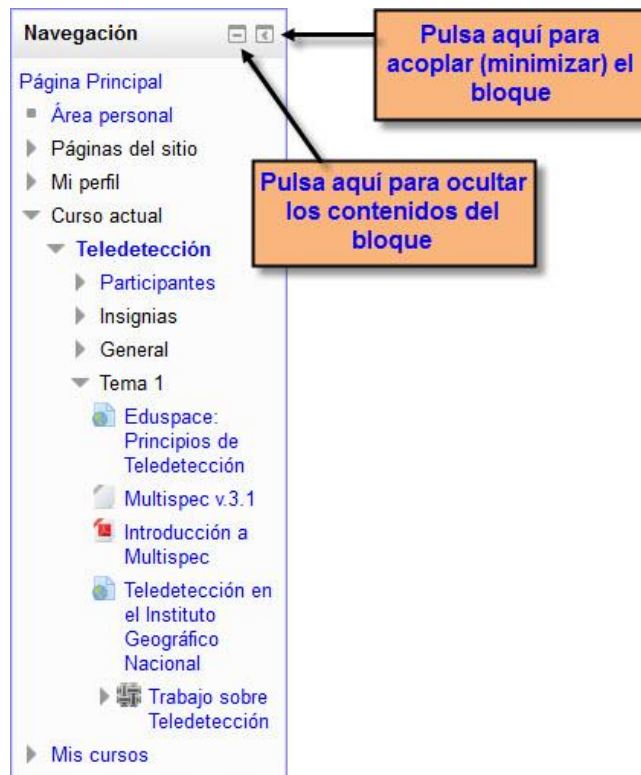 Navegación
Pulsa aquí para
acoplar (minimizar) el
bloque
Página Principal
Área personal
Páginas del sitio
Mi perfil
Pulsa aquí para ocultar
los contenidos del
bloque
Curso actual
Teledetección
Participantes
Insignias
General
Tema 1
Eduspace:
Principios de
Teledetección
Multispec v.3.1
Introducción a
Multispec
Teledetección en
el Instituto
Geográfico
Nacional
Trabajo sobre
Teledetección
Mis cursos